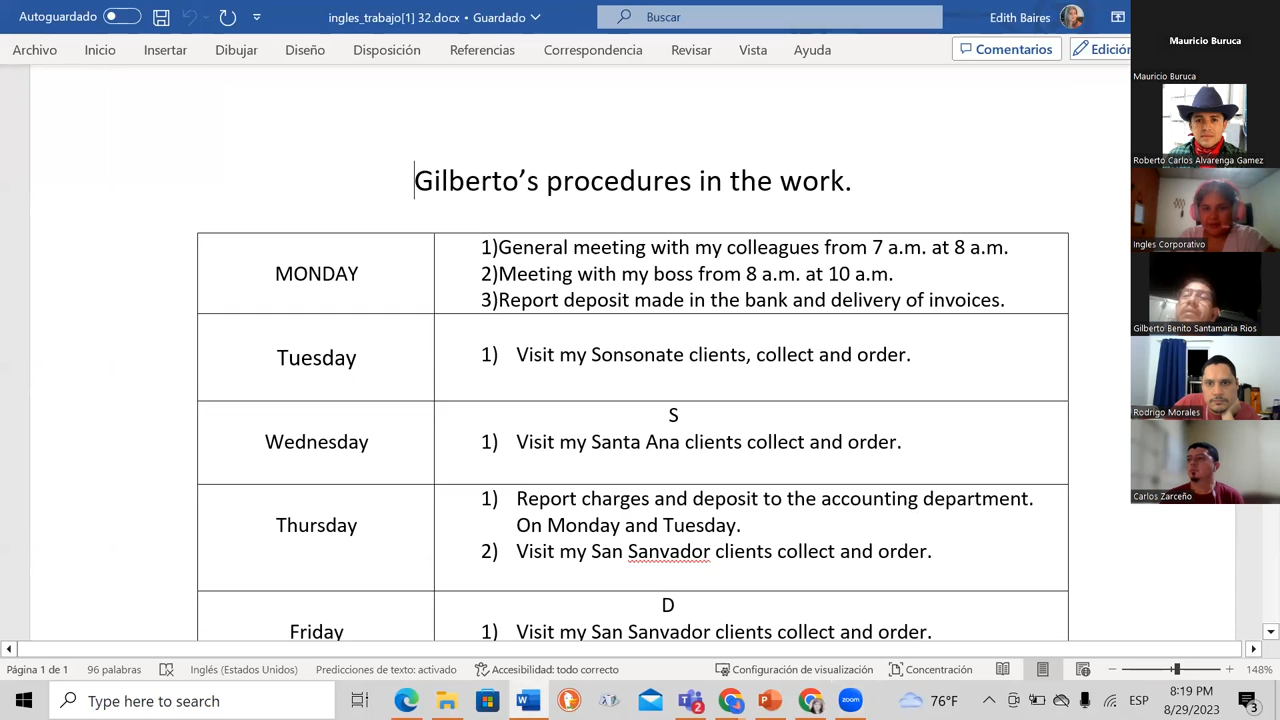 Autoguardado
ingles_trabajo[1] 32.docx • Guardado
Buscar
Edith Baires
Archivo Inicio Insertar Dibujar Diseño Disposición Referencias Correspondencia Revisar Vista Ayuda
Comentarios
Edición
Gilberto’s procedures in the work.
MONDAY
1)General meeting with my colleagues from 7 a.m. at 8 a.m.
2)Meeting with my boss from 8 a.m. at 10 a.m.
3)Report deposit made in the bank and delivery of invoices.
Tuesday
1) Visit my Sonsonate clients, collect and order.
Wednesday
S
1) Visit my Santa Ana clients collect and order.
Thursday
1) Report charges and deposit to the accounting department.
On Monday and Tuesday.
2) Visit my San Sanvador clients collect and order.
Friday
D
1) Visit my San Sanvador clients collect and order.
Mauricio Buruca
Mauricio Buruca
Roberto Carlos Alvarenga Gamez
Ingles Corporativo
Gilberto Benito Santamaria Rios
Rodrigo Morales
Carlos Zarceño
Página 1 de 1
96 palabras
Inglés (Estados Unidos)
Predicciones de texto: activado
Accesibilidad: todo correcto
Configuración de visualización
Concentración
148%
Type here to search
2
zoom
76°F
ESP
8:19 PM
8/29/2023
3